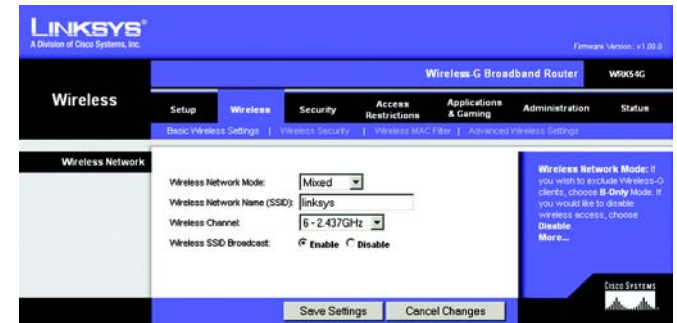 LINKSYS®
A Division of Cisco Systems, Inc.
Firmware Version: v1.00.0
Wireless-G Broadband Router WRK54G
Wireless
Setup Wireless Security Access Restrictions Applications & Gaming Administration Status
Basic Wireless Settings | Wireless Security | Wireless MAC Filter | Advanced Wireless Settings
Wireless Network
Wireless Network Mode: Mixed
Wireless Network Name (SSID): linksys
Wireless Channel: 6 - 2.437GHz
Wireless SSID Broadcast: Enable Disable
Wireless Network Mode: If
you wish to exclude Wireless-G
clients, choose B-Only Mode. If
you would like to disable
wireless access, choose
Disable.
More...
CISCO SYSTEMS
Save Settings Cancel Changes